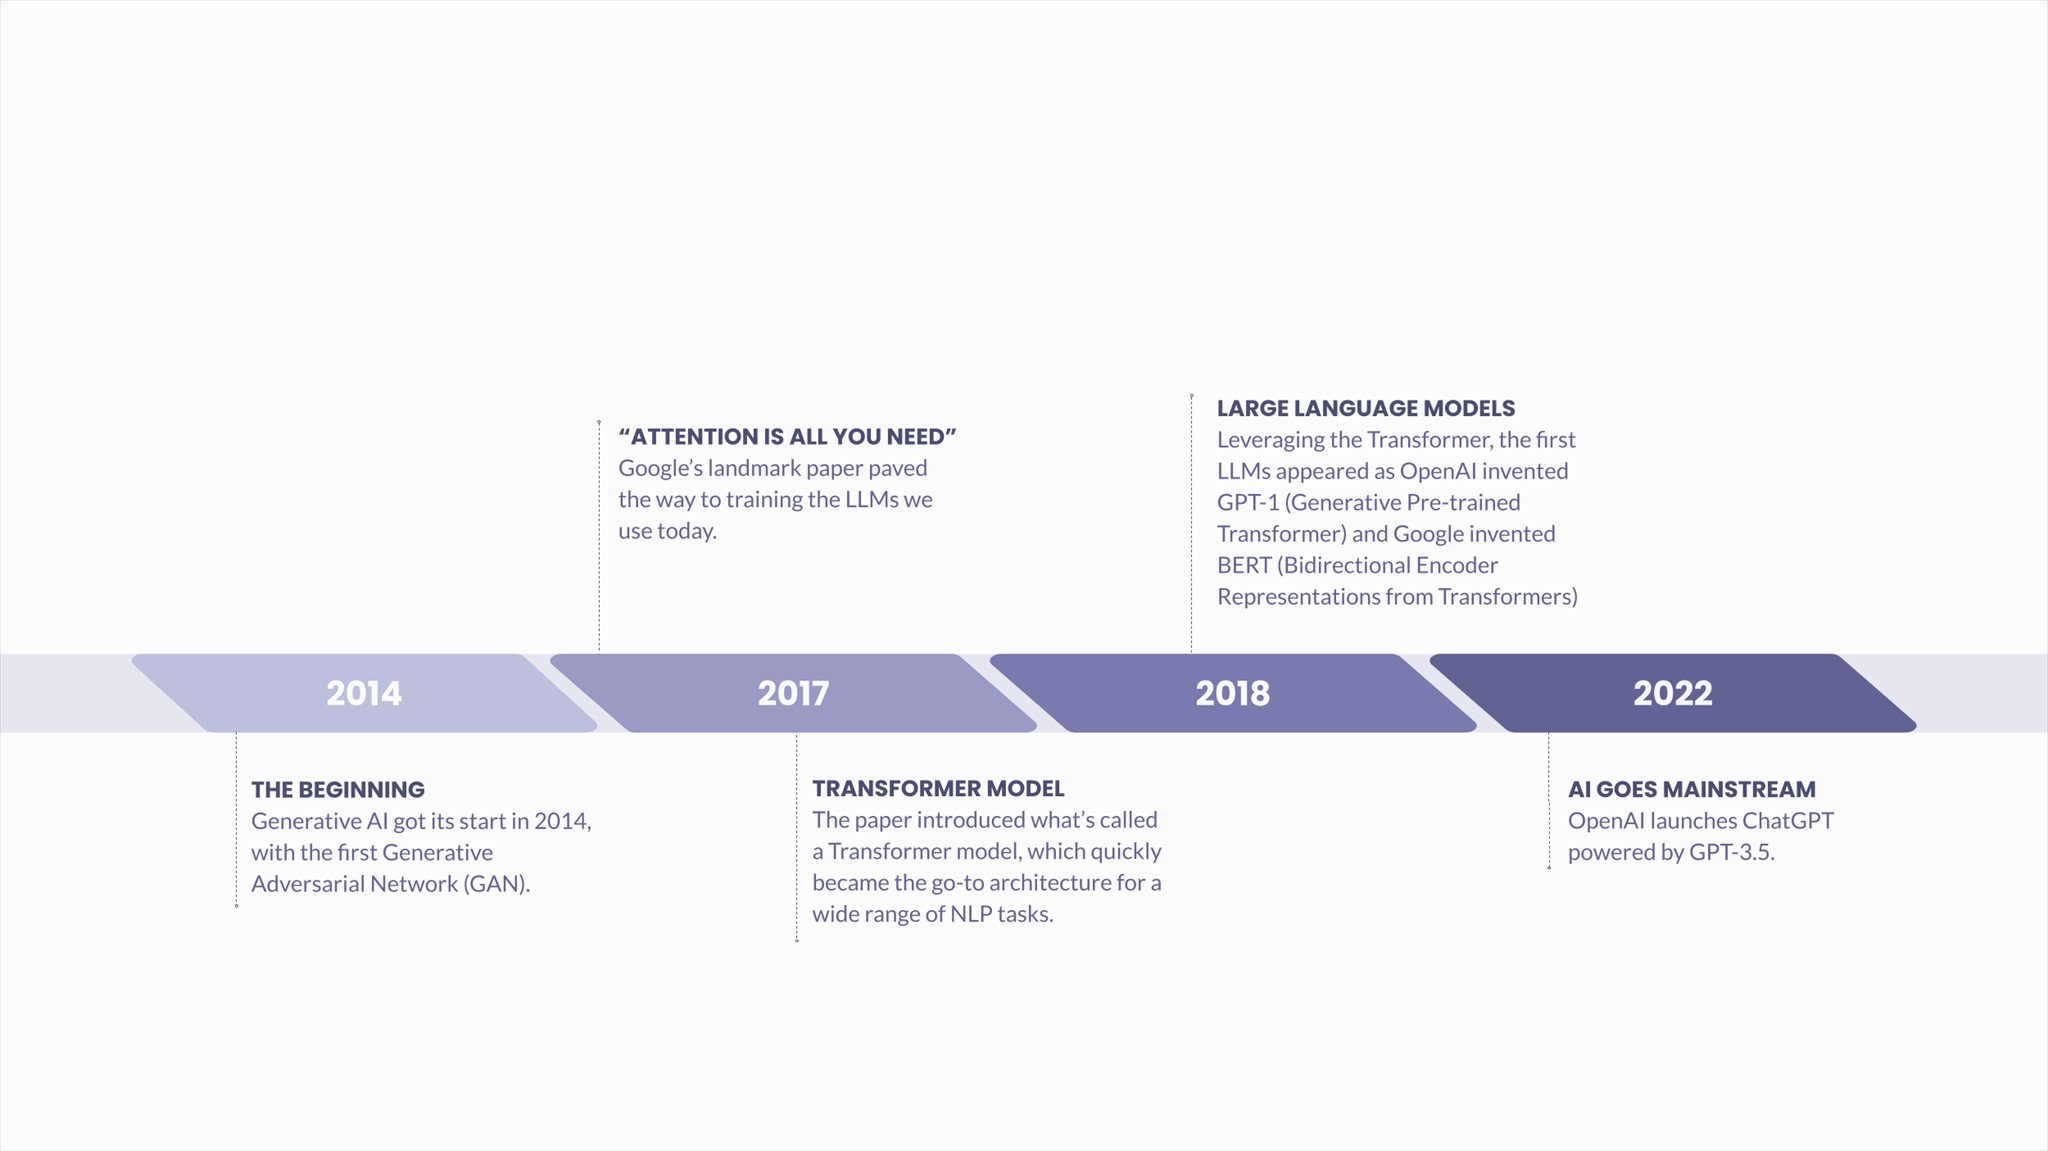 “ATTENTION IS ALL YOU NEED”
Google’s landmark paper paved
the way to training the LLMs we
use today.
LARGE LANGUAGE MODELS
Leveraging the Transformer, the first
LLMs appeared as OpenAI invented
GPT-1 (Generative Pre-trained
Transformer) and Google invented
BERT (Bidirectional Encoder
Representations from Transformers)
2014
2017
2018
2022
THE BEGINNING
Generative AI got its start in 2014,
with the first Generative
Adversarial Network (GAN).
TRANSFORMER MODEL
The paper introduced what’s called
a Transformer model, which quickly
became the go-to architecture for a
wide range of NLP tasks.
AI GOES MAINSTREAM
OpenAI launches ChatGPT
powered by GPT-3.5.